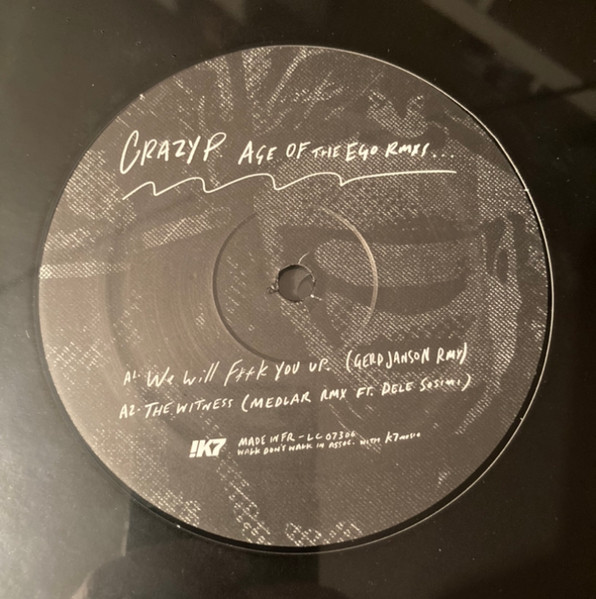 CRAZY P. AGE OF THE EGO RMXS...
A1- We Will F**k YOU UP. (GERD JANSON RMX)
A2- THE WITNESS (MEDLAR RMX FT. DELE SOSIMI)
!K7
MADE IN FR - LC 07306
WALK DON'T WALK IN ASSOC. WITH K7 MUSIC